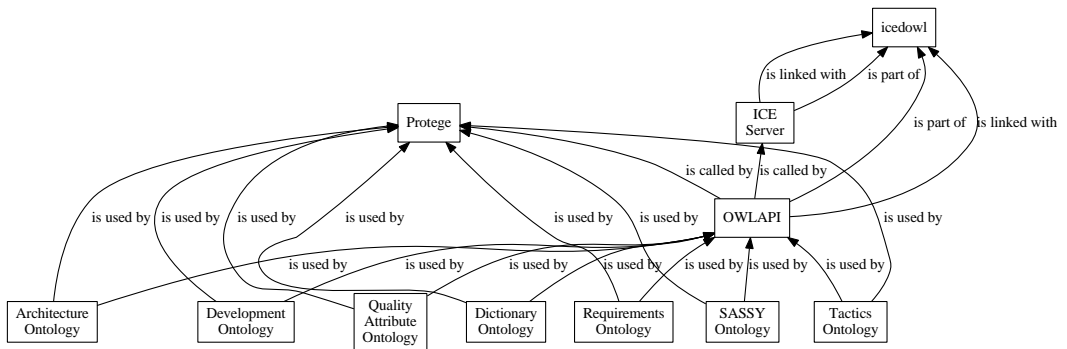 icedowl
is linked with
is part of
Protege
ICE
Server
is part of
is linked with
is called by
is called by
is used by
is used by
is used by
is used by
is used by
is used by
OWLAPI
is used by
is used by
is used by
is used by
is used by
is used by
is used by
is used by
Architecture
Ontology
Development
Ontology
Quality
Attribute
Ontology
Dictionary
Ontology
Requirements
Ontology
SASSY
Ontology
Tactics
Ontology